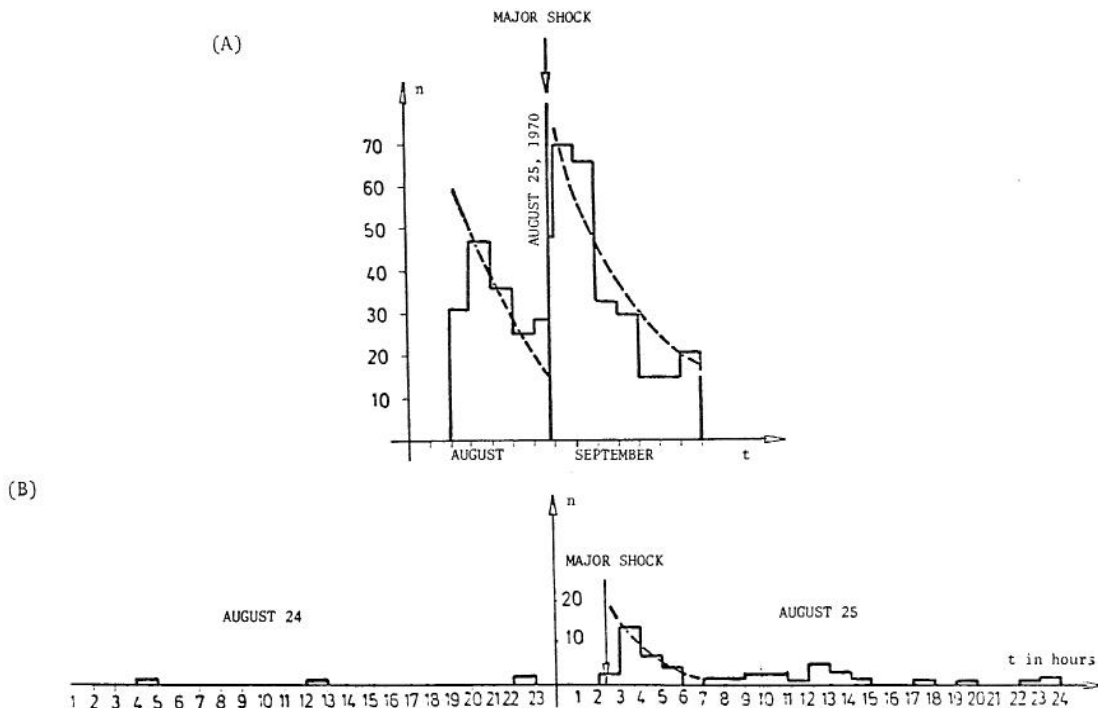 MAJOR SHOCK
(A)
n
AUGUST 25, 1970
70
60
50
40
30
20
10
AUGUST SEPTEMBER t
(B)
n
MAJOR SHOCK
20
10
AUGUST 24 AUGUST 25
t in hours
1 2 3 4 5 6 7 8 9 10 11 12 13 14 15 16 17 18 19 20 21 22 23 1 2 3 4 5 6 7 8 9 10 11 12 13 14 15 16 17 18 19 20 21 22 23 24